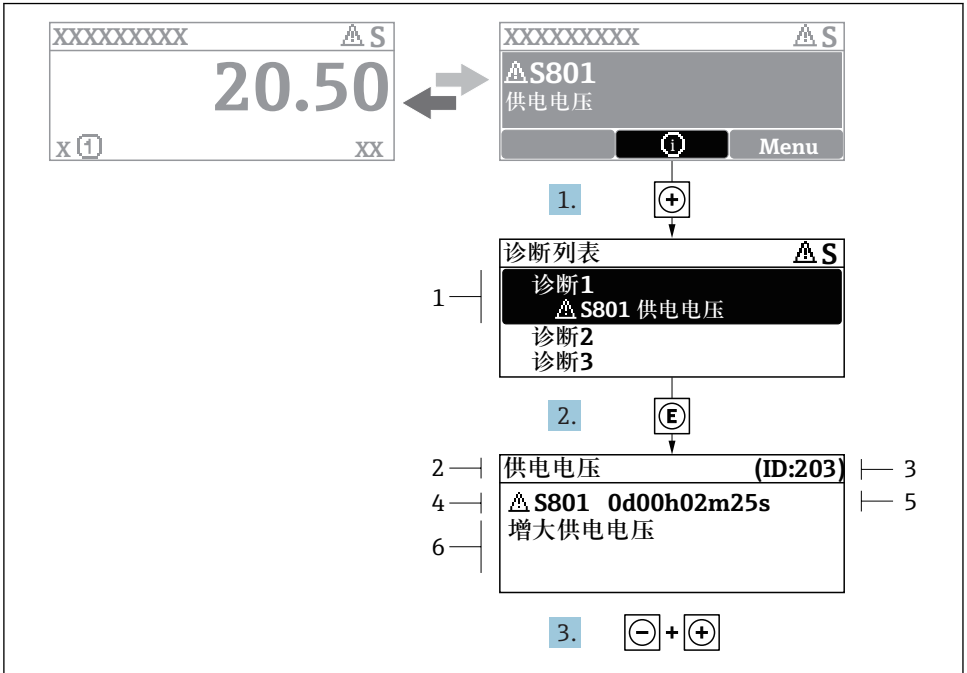 XXXXXXXXX ⚠S
20.50
X ① XX
XXXXXXXXX ⚠S
⚠S801
供电电压
ⓘ Menu
1. ⊕
诊断列表 ⚠S
1 诊断1
⚠ S801 供电电压
诊断2
诊断3
2. Ⓔ
2 供电电压 (ID:203) 3
4 ⚠ S801 0d00h02m25s 5
6 增大供电电压
3. ⊖+⊕